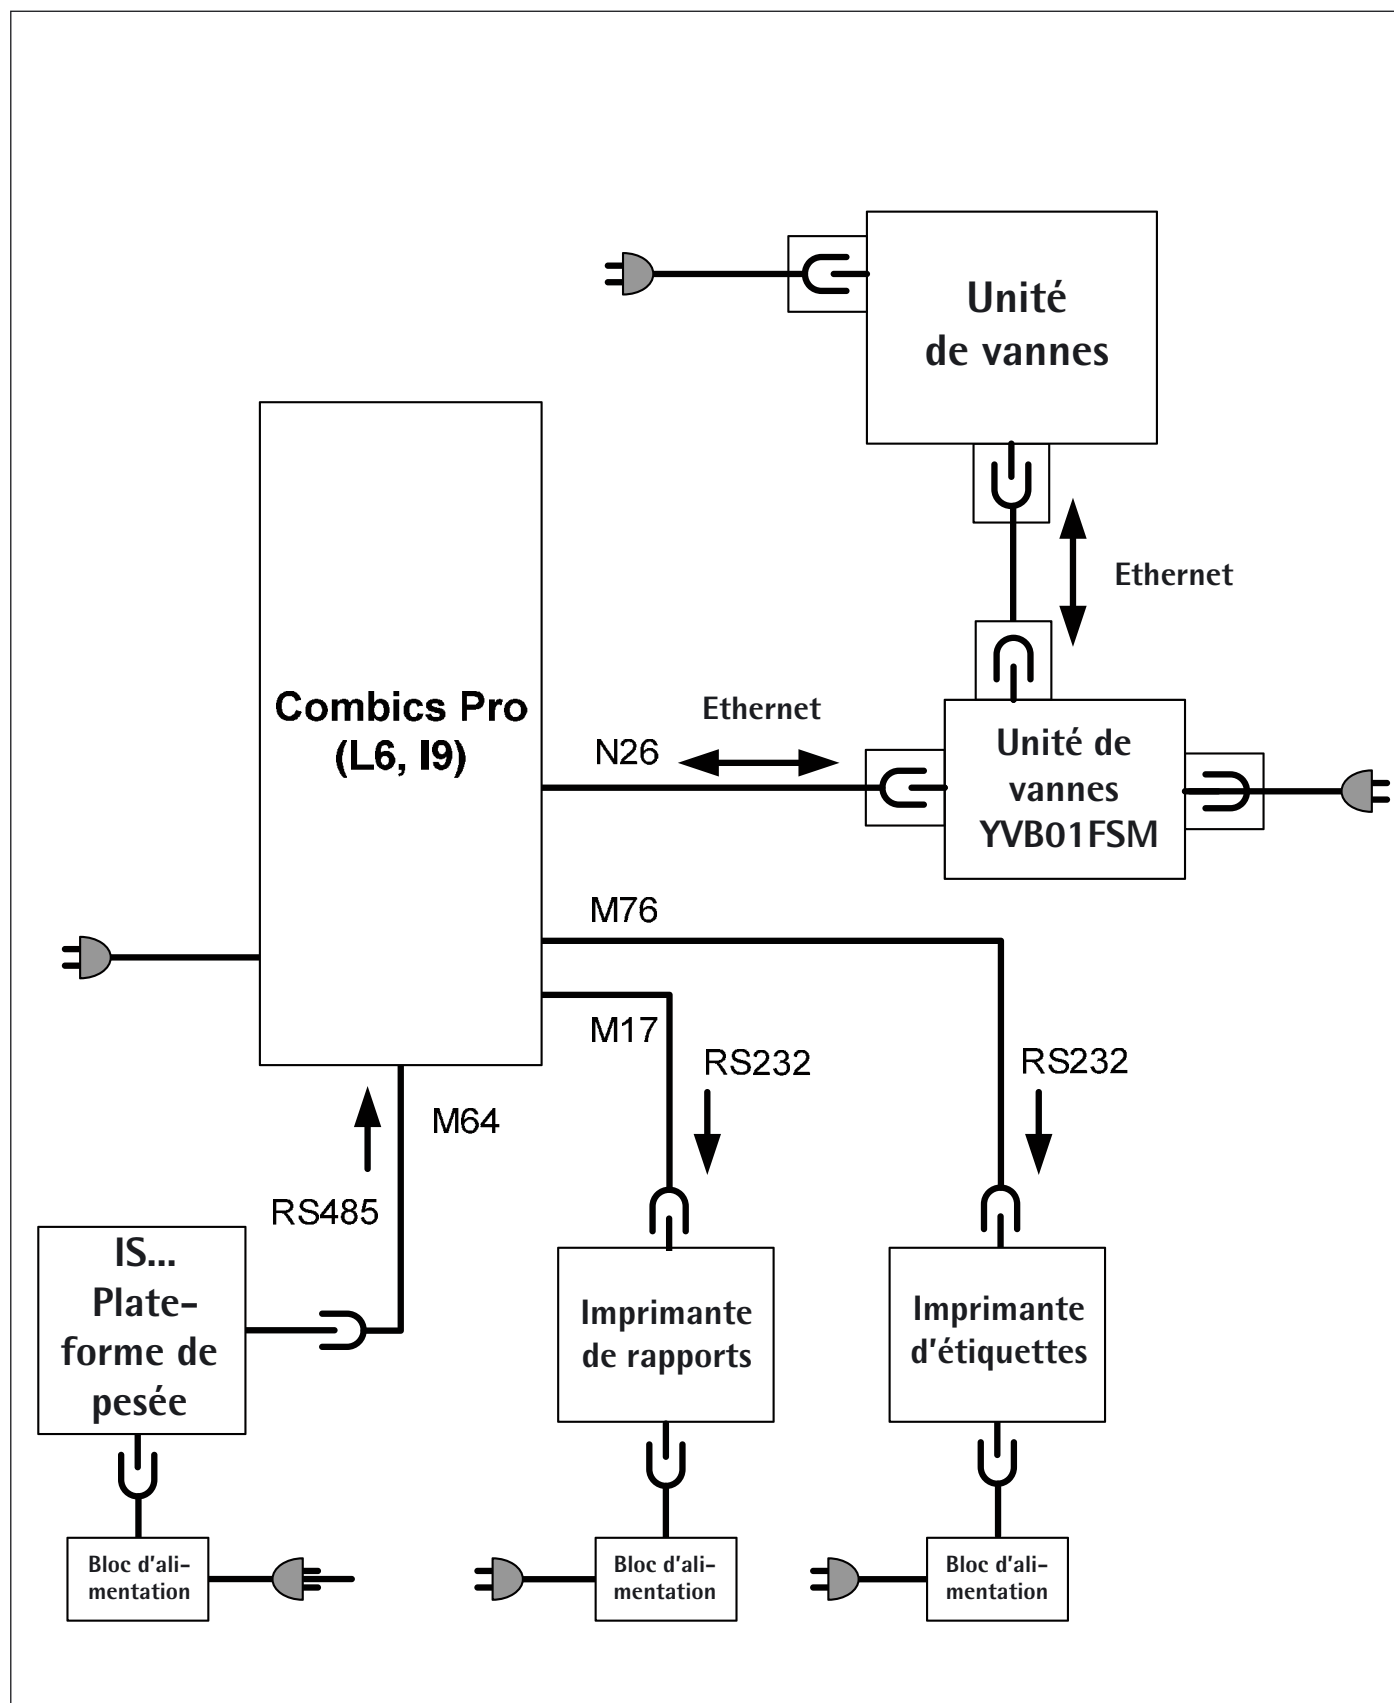 Unité
de vannes
Ethernet
Combics Pro
(L6, I9)
Ethernet
N26
Unité de
vannes
YVB01FSM
M76
M17
RS232
RS232
M64
RS485
IS...
Plate-
forme de
pesée
Imprimante
de rapports
Imprimante
d'étiquettes
Bloc d'ali-
mentation
Bloc d'ali-
mentation
Bloc d'ali-
mentation